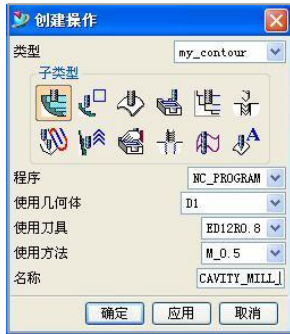 创建操作
类型 my_contour
子类型
程序 NC_PROGRAM
使用几何体 D1
使用刀具 ED12R0.8
使用方法 M_0.5
名称 CAVITY_MILL_
确定 应用 取消